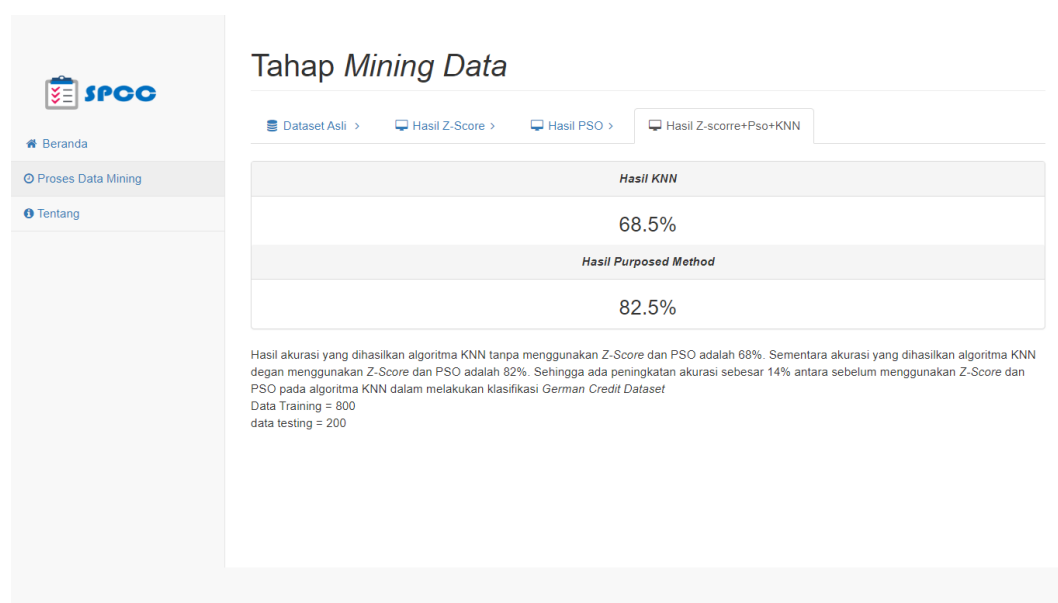 SPCC
Beranda
Proses Data Mining
Tentang
Tahap Mining Data
Dataset Asli >
Hasil Z-Score >
Hasil PSO >
Hasil Z-scorre+Pso+KNN
Hasil KNN
68.5%
Hasil Purposed Method
82.5%
Hasil akurasi yang dihasilkan algoritma KNN tanpa menggunakan Z-Score dan PSO adalah 68%. Sementara akurasi yang dihasilkan algoritma KNN
degan menggunakan Z-Score dan PSO adalah 82%. Sehingga ada peningkatan akurasi sebesar 14% antara sebelum menggunakan Z-Score dan
PSO pada algoritma KNN dalam melakukan klasifikasi German Credit Dataset
Data Training = 800
data testing = 200